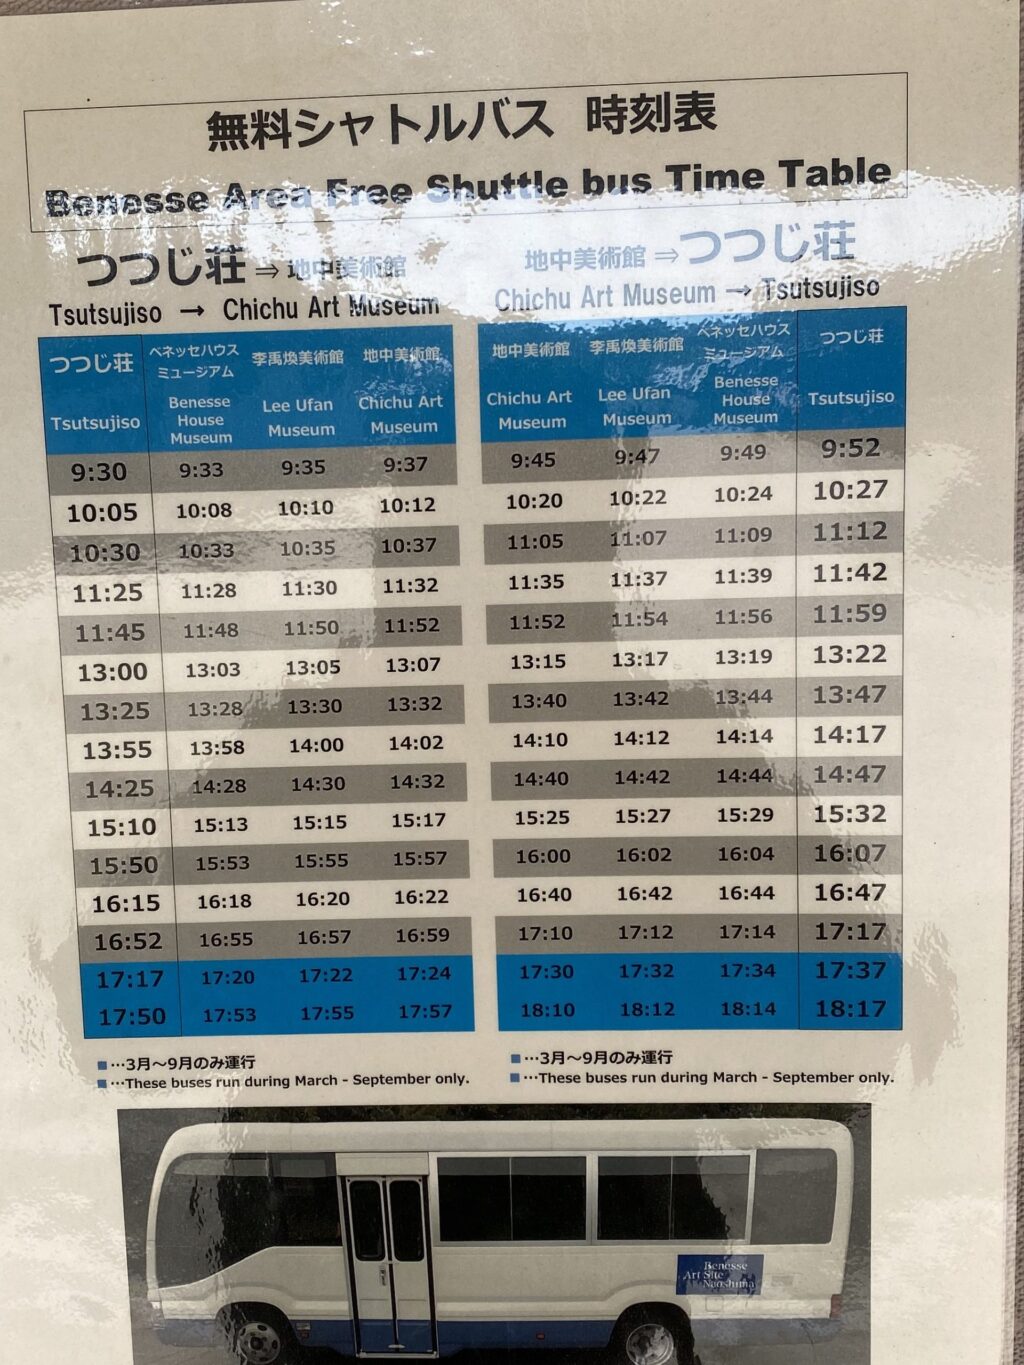 無料シャトルバス 時刻表
Benesse Area Free Shuttle bus Time Table
つつじ荘⇒地中美術館
Tsutsujiso → Chichu Art Museum
つつじ荘 ベネッセハウスミュージアム 李禹煥美術館 地中美術館
Tsutsujiso Benesse House Museum Lee Ufan Museum Chichu Art Museum
9:30 9:33 9:35 9:37
10:05 10:08 10:10 10:12
10:30 10:33 10:35 10:37
11:25 11:28 11:30 11:32
11:45 11:48 11:50 11:52
13:00 13:03 13:05 13:07
13:25 13:28 13:30 13:32
13:55 13:58 14:00 14:02
14:25 14:28 14:30 14:32
15:10 15:13 15:15 15:17
15:50 15:53 15:55 15:57
16:15 16:18 16:20 16:22
16:52 16:55 16:57 16:59
17:17 17:20 17:22 17:24
17:50 17:53 17:55 17:57
■…3月～9月のみ運行
■…These buses run during March - September only.
地中美術館⇒つつじ荘
Chichu Art Museum → Tsutsujiso
地中美術館 李禹煥美術館 ベネッセハウスミュージアム つつじ荘
Chichu Art Museum Lee Ufan Museum Benesse House Museum Tsutsujiso
9:45 9:47 9:49 9:52
10:20 10:22 10:24 10:27
11:05 11:07 11:09 11:12
11:35 11:37 11:39 11:42
11:52 11:54 11:56 11:59
13:15 13:17 13:19 13:22
13:40 13:42 13:44 13:47
14:10 14:12 14:14 14:17
14:40 14:42 14:44 14:47
15:25 15:27 15:29 15:32
16:00 16:02 16:04 16:07
16:40 16:42 16:44 16:47
17:10 17:12 17:14 17:17
17:30 17:32 17:34 17:37
18:10 18:12 18:14 18:17
■…3月～9月のみ運行
■…These buses run during March - September only.
Benesse
Art Site
Naoshima